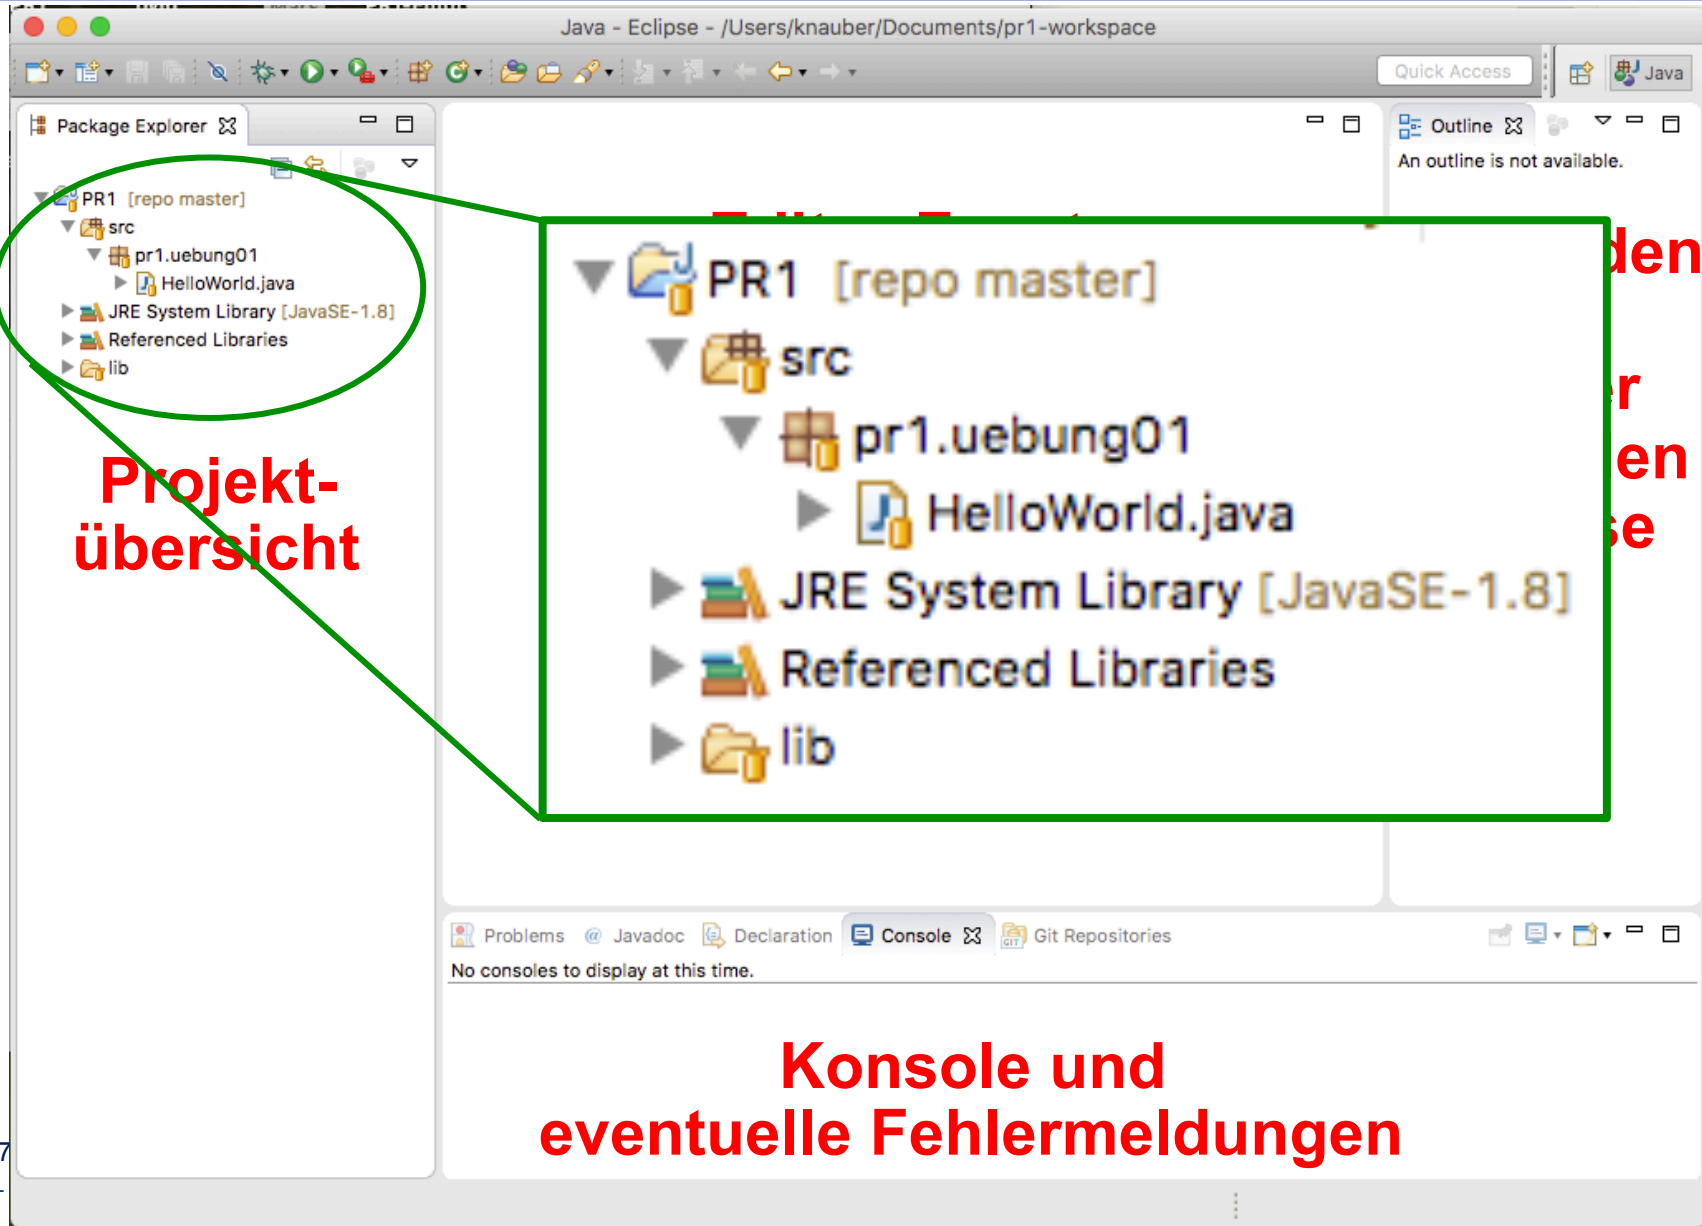 Java - Eclipse - /Users/knauber/Documents/pr1-workspace
Quick Access
Java
Package Explorer
PR1 [repo master]
src
pr1.uebung01
HelloWorld.java
JRE System Library [JavaSE-1.8]
Referenced Libraries
lib
Projekt-
übersicht
Outline
An outline is not available.
PR1 [repo master]
src
pr1.uebung01
HelloWorld.java
JRE System Library [JavaSE-1.8]
Referenced Libraries
lib
den
en
Problems @ Javadoc Declaration Console Git Repositories
No consoles to display at this time.
Konsole und
eventuelle Fehlermeldungen
7